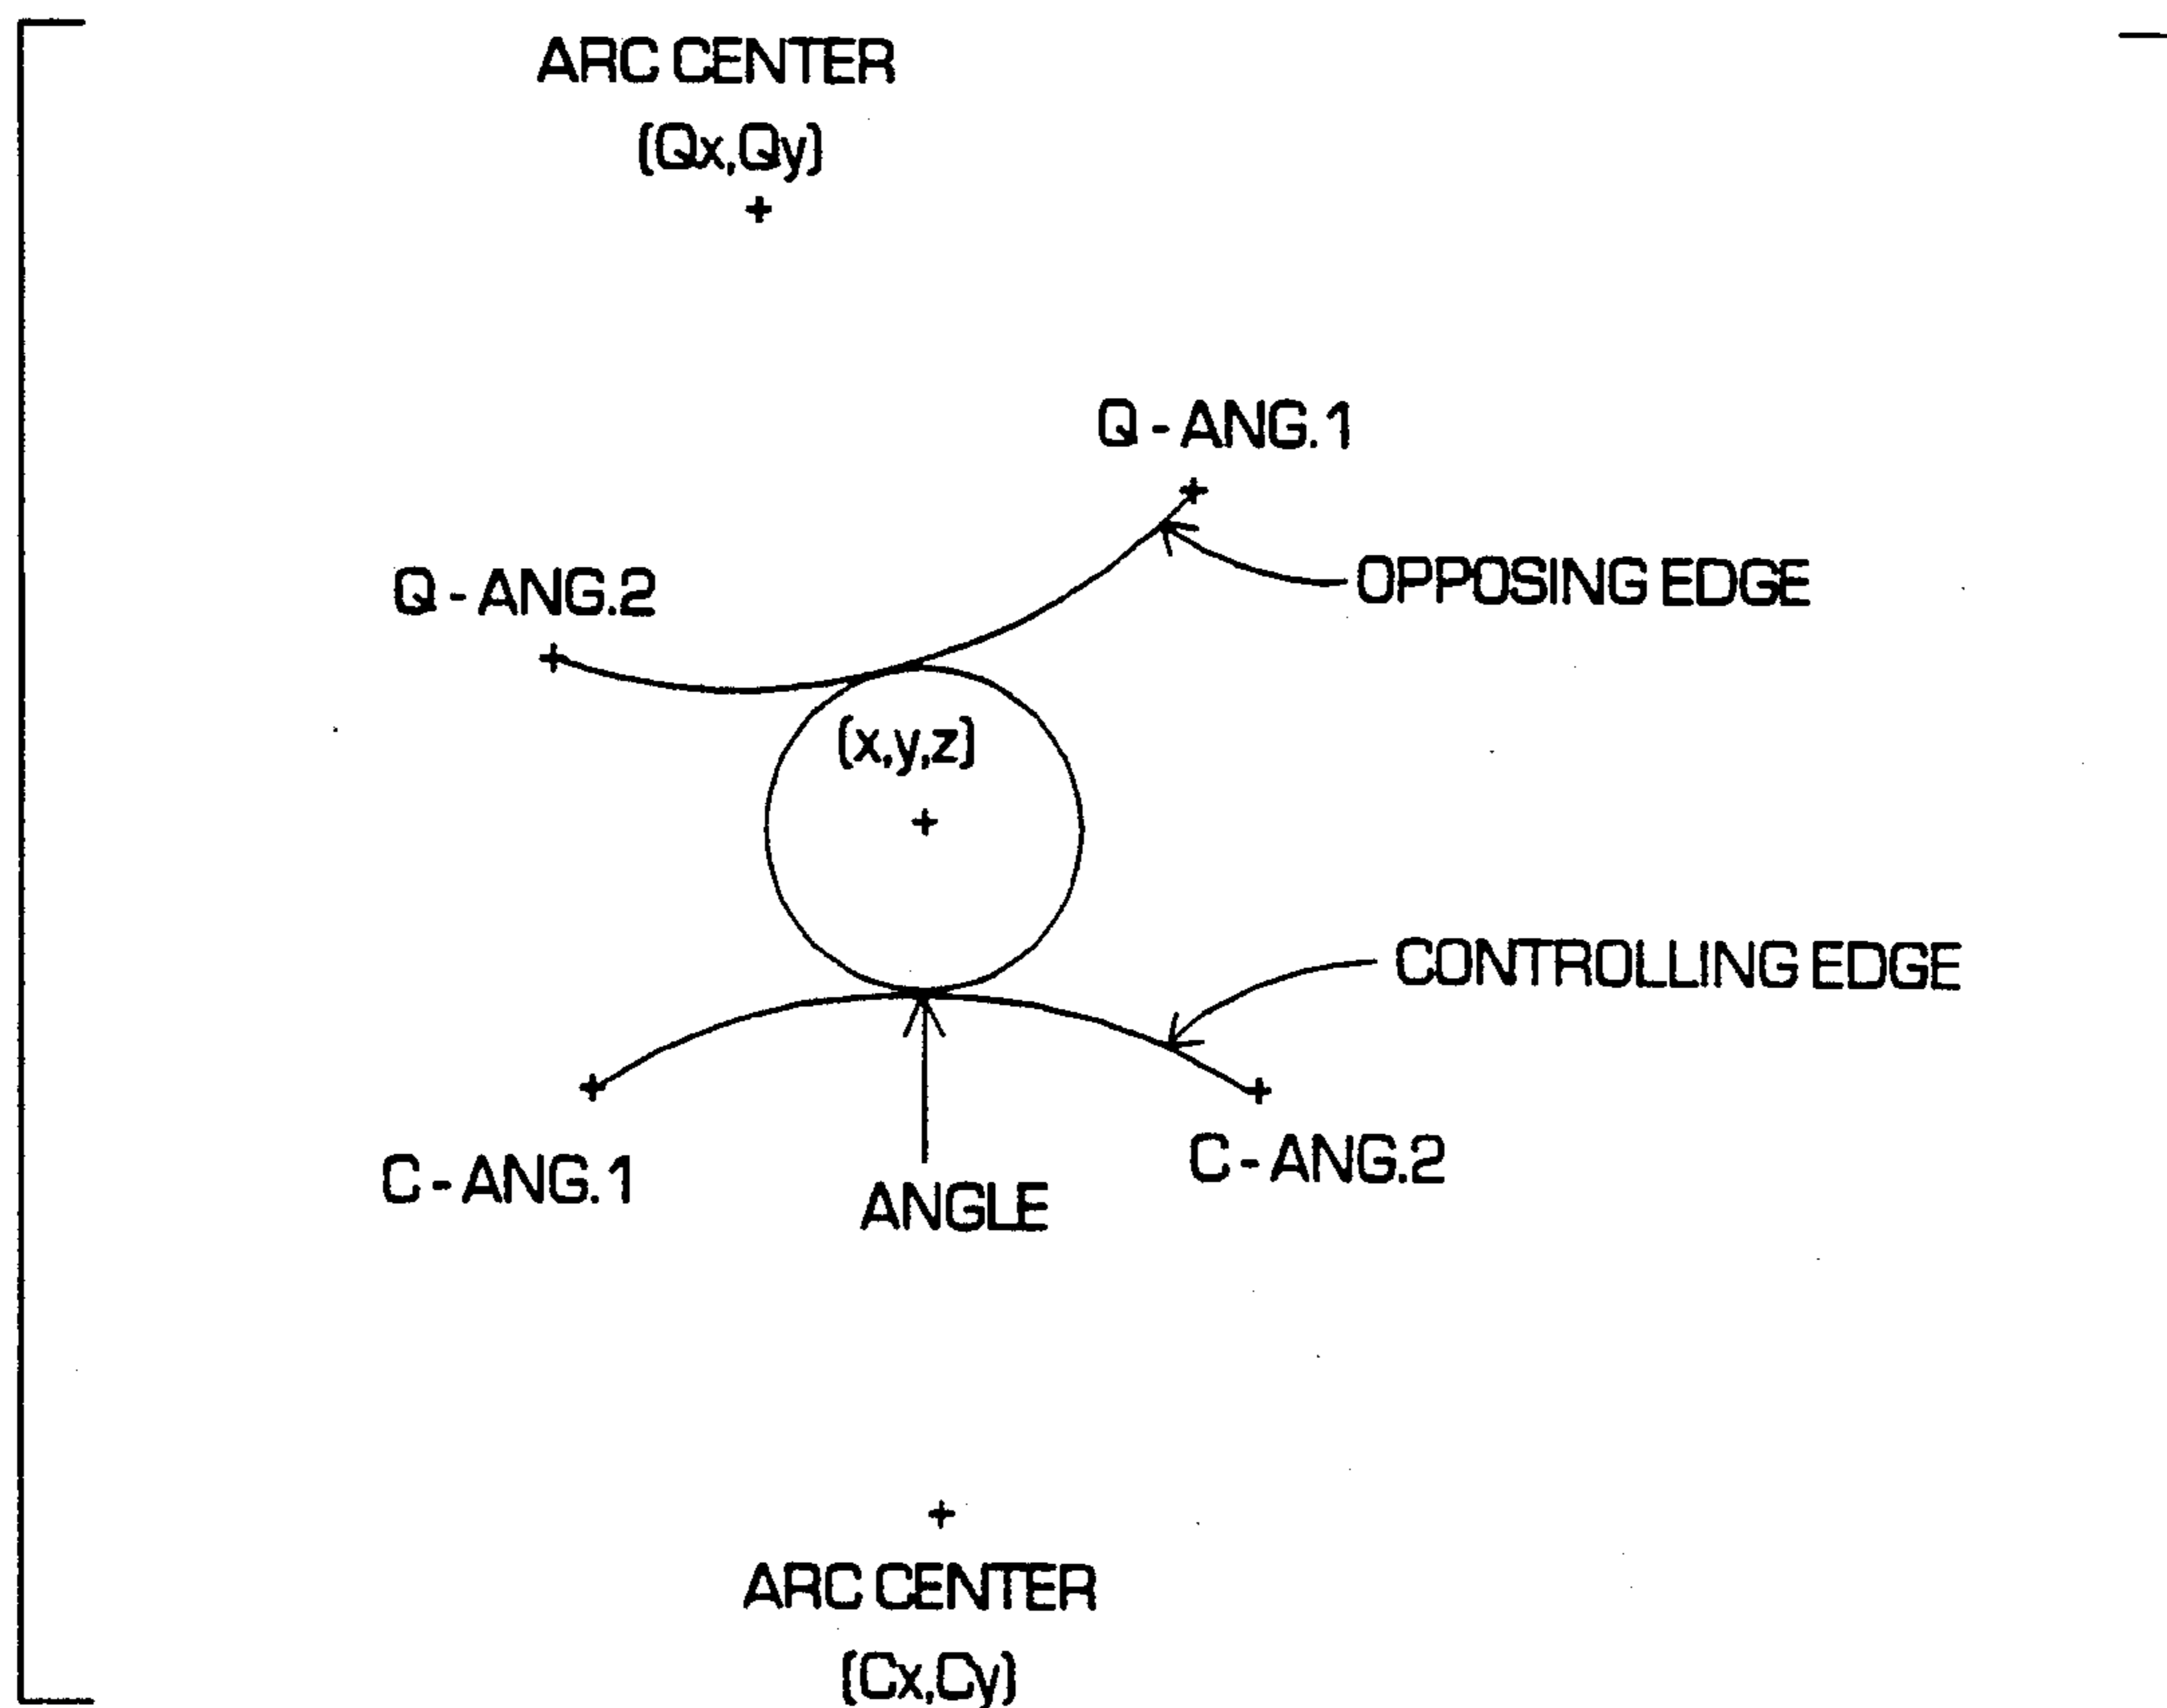 ARC CENTER
(Qx,Qy)
Q-ANG.1
OPPOSING EDGE
Q-ANG.2
(x,y,z)
CONTROLLING EDGE
C-ANG.1
C-ANG.2
ANGLE
ARC CENTER
(Cx,Cy)